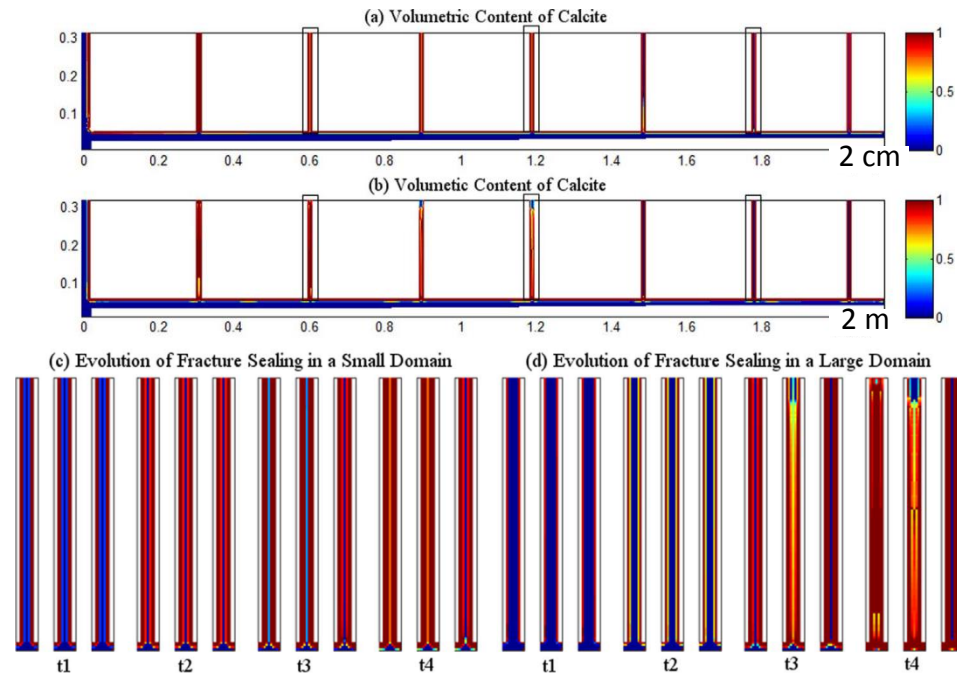 (a) Volumetric Content of Calcite
0.3
0.2
0.1
0 0.2 0.4 0.6 0.8 1 1.2 1.4 1.6 1.8 2 cm
1
0.5
0
(b) Volumetic Content of Calcite
0.3
0.2
0.1
0 0.2 0.4 0.6 0.8 1 1.2 1.4 1.6 1.8 2 m
1
0.5
0
(c) Evolution of Fracture Sealing in a Small Domain
t1 t2 t3 t4
(d) Evolution of Fracture Sealing in a Large Domain
t1 t2 t3 t4